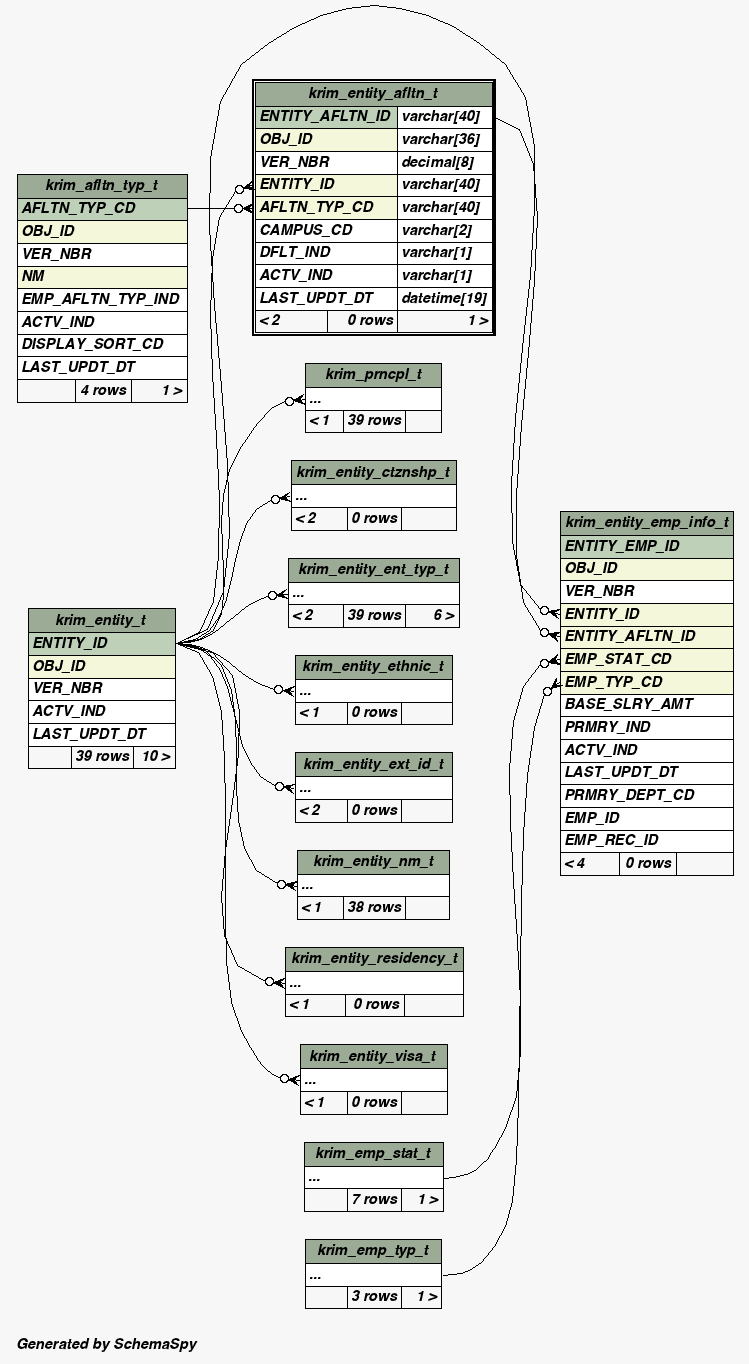 krim_entity_afltn_t
ENTITY_AFLTN_ID varchar[40]
OBJ_ID varchar[36]
VER_NBR decimal[8]
ENTITY_ID varchar[40]
AFLTN_TYP_CD varchar[40]
CAMPUS_CD varchar[2]
DFLT_IND varchar[1]
ACTV_IND varchar[1]
LAST_UPDT_DT datetime[19]
< 2 0 rows 1 >
krim_afltn_typ_t
AFLTN_TYP_CD
OBJ_ID
VER_NBR
NM
EMP_AFLTN_TYP_IND
ACTV_IND
DISPLAY_SORT_CD
LAST_UPDT_DT
4 rows 1 >
krim_prncpl_t
...
< 1 39 rows
krim_entity_ctznshp_t
...
< 2 0 rows
krim_entity_ent_typ_t
...
< 2 39 rows 6 >
krim_entity_emp_info_t
ENTITY_EMP_ID
OBJ_ID
VER_NBR
ENTITY_ID
ENTITY_AFLTN_ID
EMP_STAT_CD
EMP_TYP_CD
BASE_SLRY_AMT
PRMRY_IND
ACTV_IND
LAST_UPDT_DT
PRMRY_DEPT_CD
EMP_ID
EMP_REC_ID
< 4 0 rows
krim_entity_t
ENTITY_ID
OBJ_ID
VER_NBR
ACTV_IND
LAST_UPDT_DT
39 rows 10 >
krim_entity_ethnic_t
...
< 1 0 rows
krim_entity_ext_id_t
...
< 2 0 rows
krim_entity_nm_t
...
< 1 38 rows
krim_entity_residency_t
...
< 1 0 rows
krim_entity_visa_t
...
< 1 0 rows
krim_emp_stat_t
...
7 rows 1 >
krim_emp_typ_t
...
3 rows 1 >
Generated by SchemaSpy